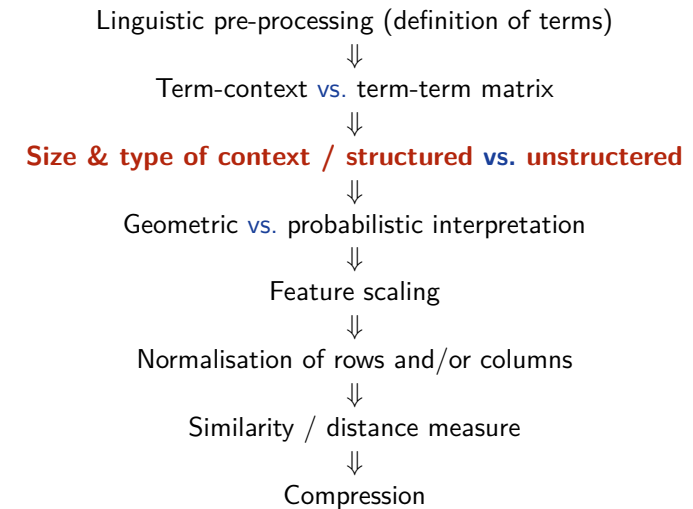 Linguistic pre-processing (definition of terms)
⇓
Term-context vs. term-term matrix
⇓
Size & type of context / structured vs. unstructered
⇓
Geometric vs. probabilistic interpretation
⇓
Feature scaling
⇓
Normalisation of rows and/or columns
⇓
Similarity / distance measure
⇓
Compression